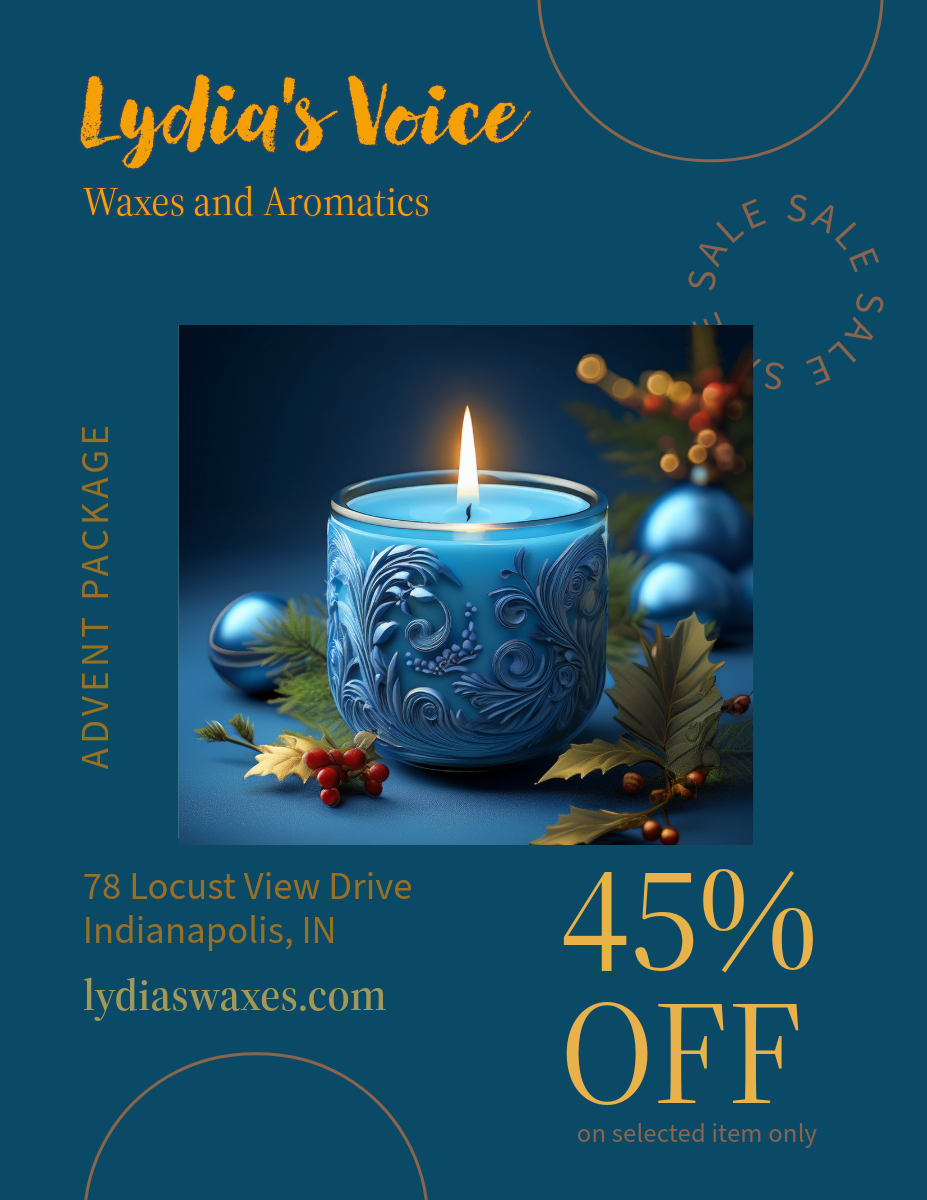 Lydia's Voice
Waxes and Aromatics
SALE SALE SALE
ADVENT PACKAGE
78 Locust View Drive
Indianapolis, IN
lydiaswaxes.com
45%
OFF
on selected item only